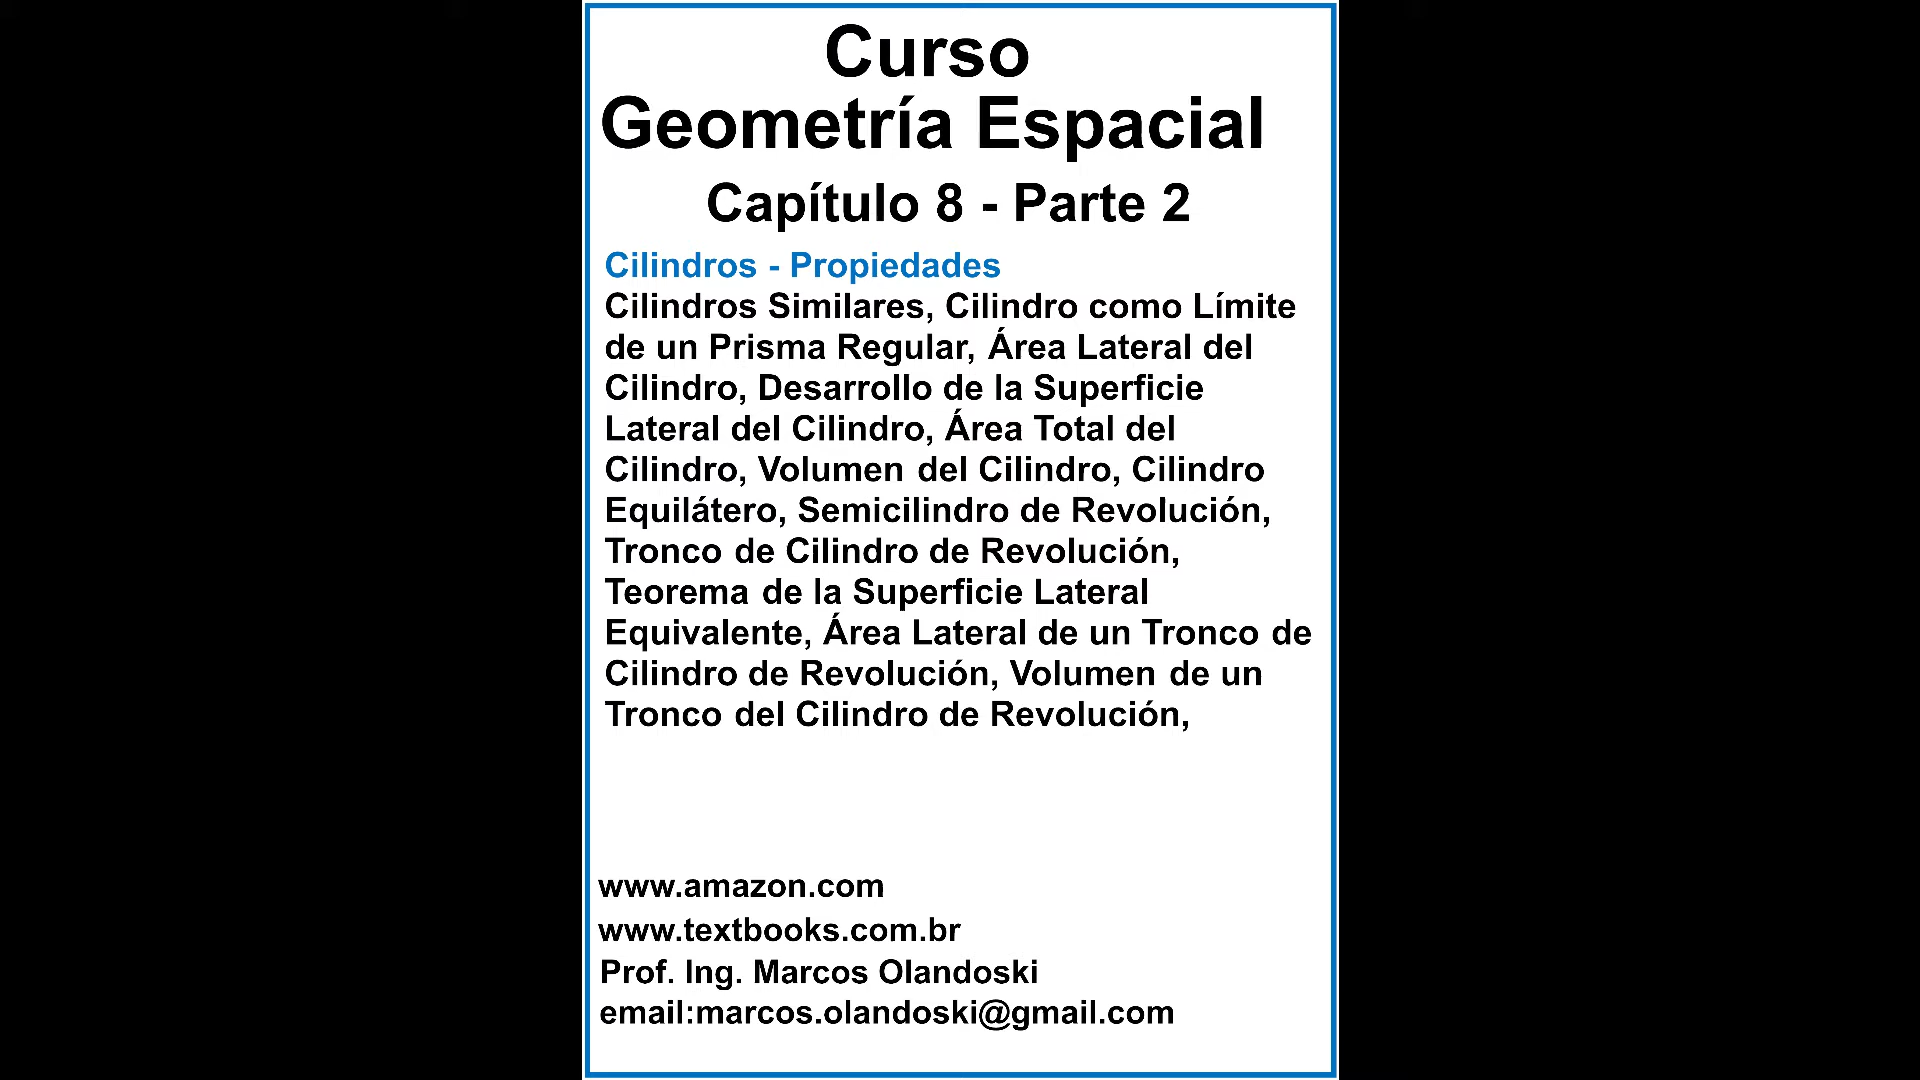 Curso
Geometría Espacial
Capítulo 8 - Parte 2
Cilindros - Propiedades
Cilindros Similares, Cilindro como Límite
de un Prisma Regular, Área Lateral del
Cilindro, Desarrollo de la Superficie
Lateral del Cilindro, Área Total del
Cilindro, Volumen del Cilindro, Cilindro
Equilátero, Semicilindro de Revolución,
Tronco de Cilindro de Revolución,
Teorema de la Superficie Lateral
Equivalente, Área Lateral de un Tronco de
Cilindro de Revolución, Volumen de un
Tronco del Cilindro de Revolución,
www.amazon.com
www.textbooks.com.br
Prof. Ing. Marcos Olandoski
email:marcos.olandoski@gmail.com